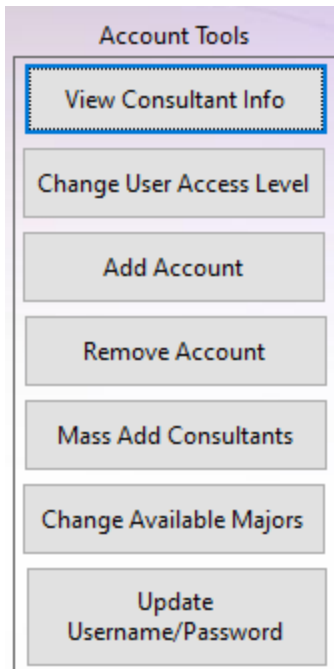 Account Tools
View Consultant Info
Change User Access Level
Add Account
Remove Account
Mass Add Consultants
Change Available Majors
Update
Username/Password